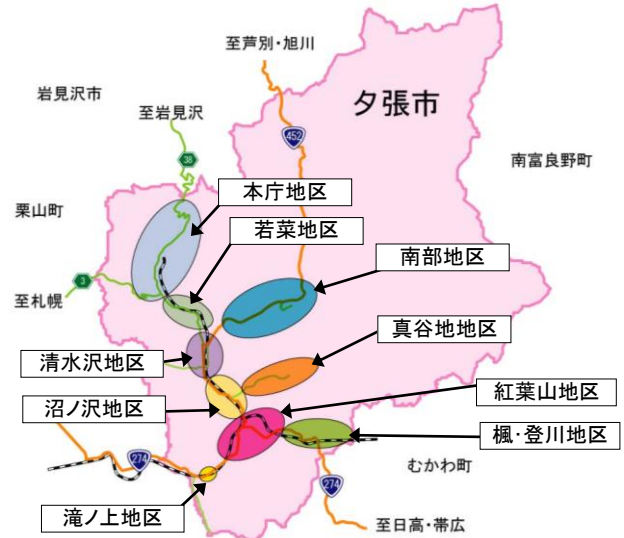 至芦別・旭川
岩見沢市
夕張市
至岩見沢
452
38
南富良野町
本庁地区
栗山町
若菜地区
南部地区
3
至札幌
真谷地地区
清水沢地区
紅葉山地区
沼ノ沢地区
楓・登川地区
274
むかわ町
274
滝ノ上地区
至日高・帯広